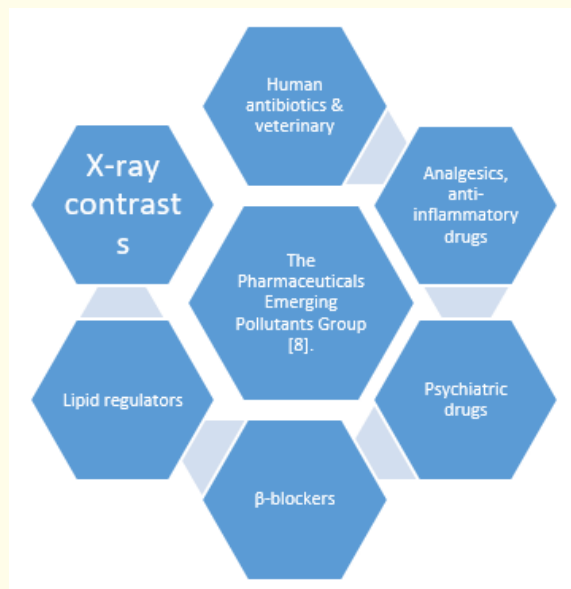 Human
antibiotics &
veterinary
Analgesics,
anti-
inflammatory
drugs
Psychiatric
drugs
β-blockers
Lipid regulators
X-ray
contrast
s
The
Pharmaceuticals
Emerging
Pollutants Group
[8].